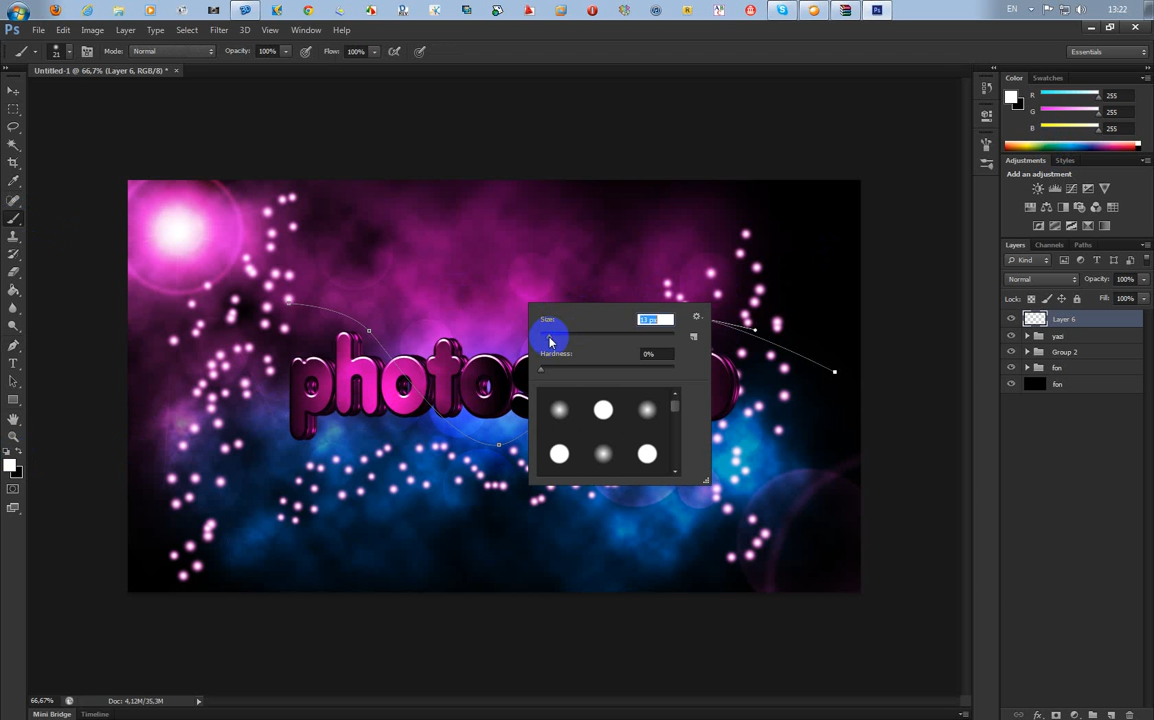 EN
13:22
Ps File Edit Image Layer Type Select Filter 3D View Window Help
21 Mode: Normal Opacity: 100% Flow: 100% Essentials
Untitled-1 @ 66,7% (Layer 6, RGB/8) * ×
Color Swatches
R 255
G 255
B 255
Adjustments Styles
Add an adjustment
Layers Channels Paths
Kind
Normal Opacity: 100%
Lock: Fill: 100%
Layer 6
yazi
Group 2
fon
fon
Size: 13 px
Hardness: 0%
photos
66,67% Doc: 4,12M/35,3M
Mini Bridge Timeline